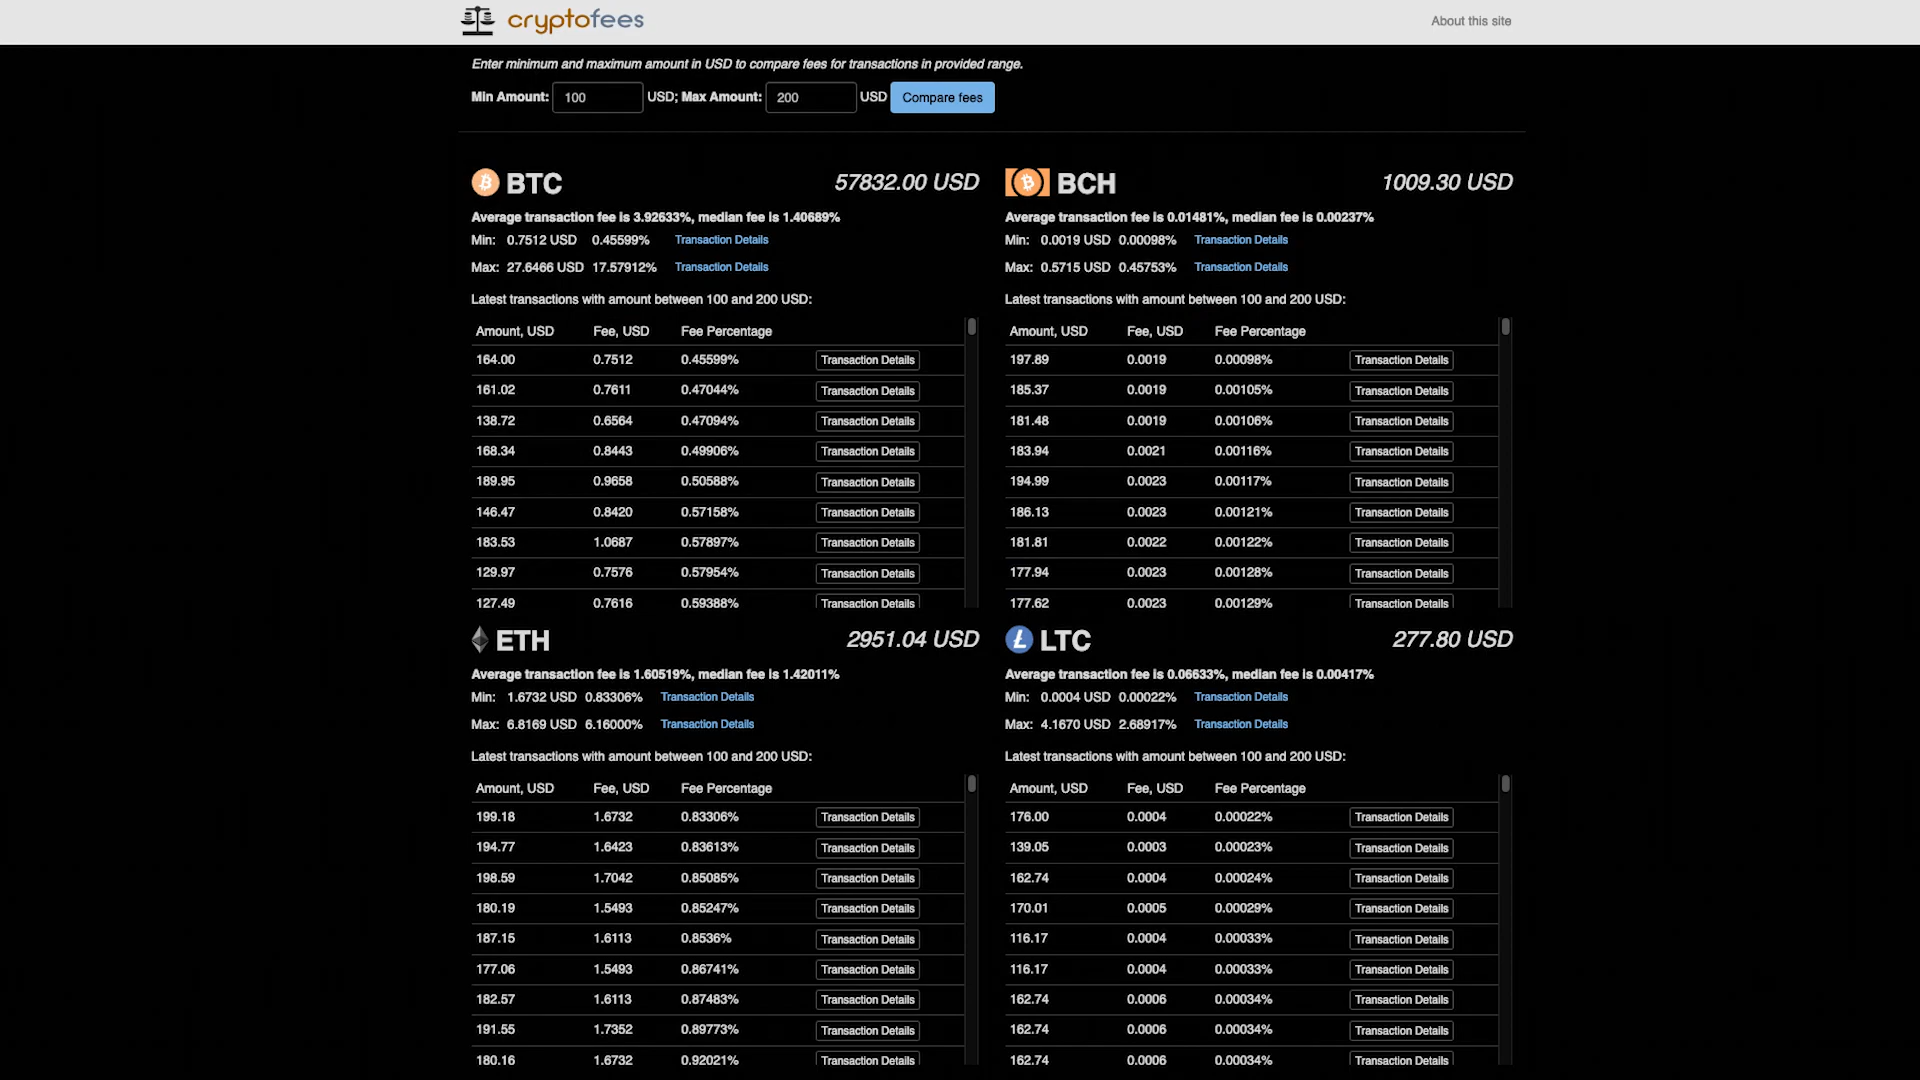 cryptofees
About this site
Enter minimum and maximum amount in USD to compare fees for transactions in provided range.
Min Amount: 100 USD; Max Amount: 200 USD Compare fees
BTC 57832.00 USD
Average transaction fee is 3.92633%, median fee is 1.40689%
Min: 0.7512 USD 0.45599% Transaction Details
Max: 27.6466 USD 17.57912% Transaction Details
Latest transactions with amount between 100 and 200 USD:
Amount, USD Fee, USD Fee Percentage
164.00 0.7512 0.45599% Transaction Details
161.02 0.7611 0.47044% Transaction Details
138.72 0.6564 0.47094% Transaction Details
168.34 0.8443 0.49906% Transaction Details
189.95 0.9658 0.50588% Transaction Details
146.47 0.8420 0.57158% Transaction Details
183.53 1.0687 0.57897% Transaction Details
129.97 0.7576 0.57954% Transaction Details
127.49 0.7616 0.59388% Transaction Details
BCH 1009.30 USD
Average transaction fee is 0.01481%, median fee is 0.00237%
Min: 0.0019 USD 0.00098% Transaction Details
Max: 0.5715 USD 0.45753% Transaction Details
Latest transactions with amount between 100 and 200 USD:
Amount, USD Fee, USD Fee Percentage
197.89 0.0019 0.00098% Transaction Details
185.37 0.0019 0.00105% Transaction Details
181.48 0.0019 0.00106% Transaction Details
183.94 0.0021 0.00116% Transaction Details
194.99 0.0023 0.00117% Transaction Details
186.13 0.0023 0.00121% Transaction Details
181.81 0.0022 0.00122% Transaction Details
177.94 0.0023 0.00128% Transaction Details
177.62 0.0023 0.00129% Transaction Details
ETH 2951.04 USD
Average transaction fee is 1.60519%, median fee is 1.42011%
Min: 1.6732 USD 0.83306% Transaction Details
Max: 6.8169 USD 6.16000% Transaction Details
Latest transactions with amount between 100 and 200 USD:
Amount, USD Fee, USD Fee Percentage
199.18 1.6732 0.83306% Transaction Details
194.77 1.6423 0.83613% Transaction Details
198.59 1.7042 0.85085% Transaction Details
180.19 1.5493 0.85247% Transaction Details
187.15 1.6113 0.8536% Transaction Details
177.06 1.5493 0.86741% Transaction Details
182.57 1.6113 0.87483% Transaction Details
191.55 1.7352 0.89773% Transaction Details
180.16 1.6732 0.92021% Transaction Details
LTC 277.80 USD
Average transaction fee is 0.06633%, median fee is 0.00417%
Min: 0.0004 USD 0.00022% Transaction Details
Max: 4.1670 USD 2.68917% Transaction Details
Latest transactions with amount between 100 and 200 USD:
Amount, USD Fee, USD Fee Percentage
176.00 0.0004 0.00022% Transaction Details
139.05 0.0003 0.00023% Transaction Details
162.74 0.0004 0.00024% Transaction Details
170.01 0.0005 0.00029% Transaction Details
116.17 0.0004 0.00033% Transaction Details
116.17 0.0004 0.00033% Transaction Details
162.74 0.0006 0.00034% Transaction Details
162.74 0.0006 0.00034% Transaction Details
162.74 0.0006 0.00034% Transaction Details